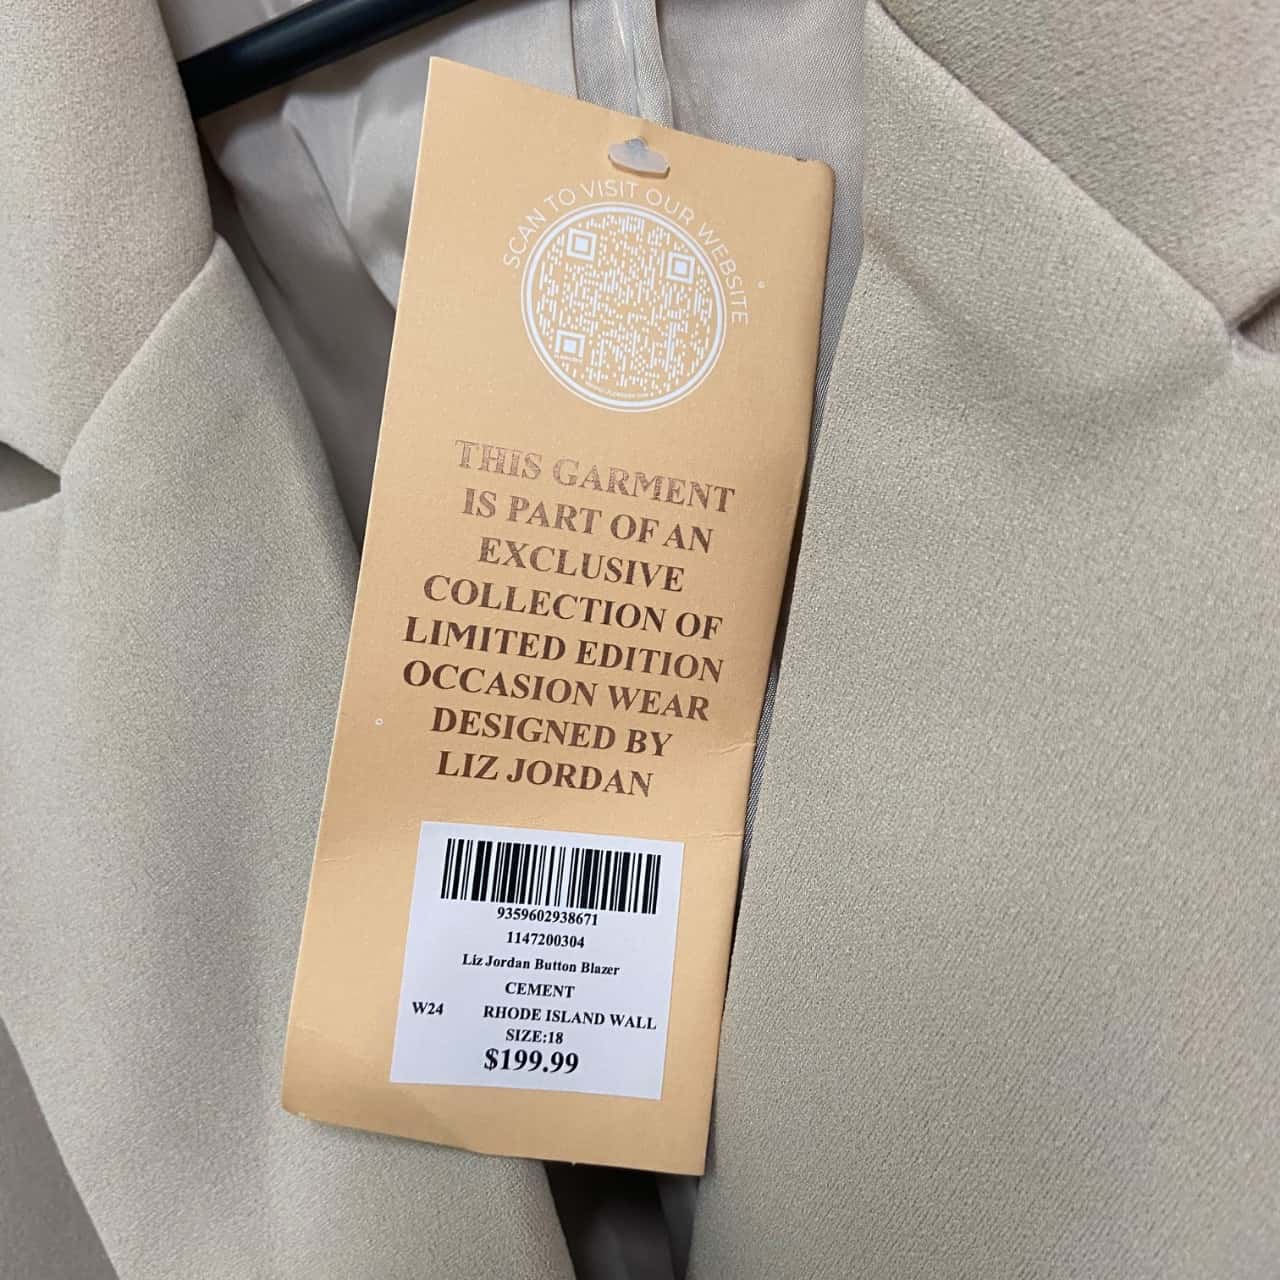 SCAN TO VISIT OUR WEBSITE
THIS GARMENT
IS PART OF AN
EXCLUSIVE
COLLECTION OF
LIMITED EDITION
OCCASION WEAR
DESIGNED BY
LIZ JORDAN
9359602938671
1147200304
Liz Jordan Button Blazer
CEMENT
W24 RHODE ISLAND WALL
SIZE:18
$199.99